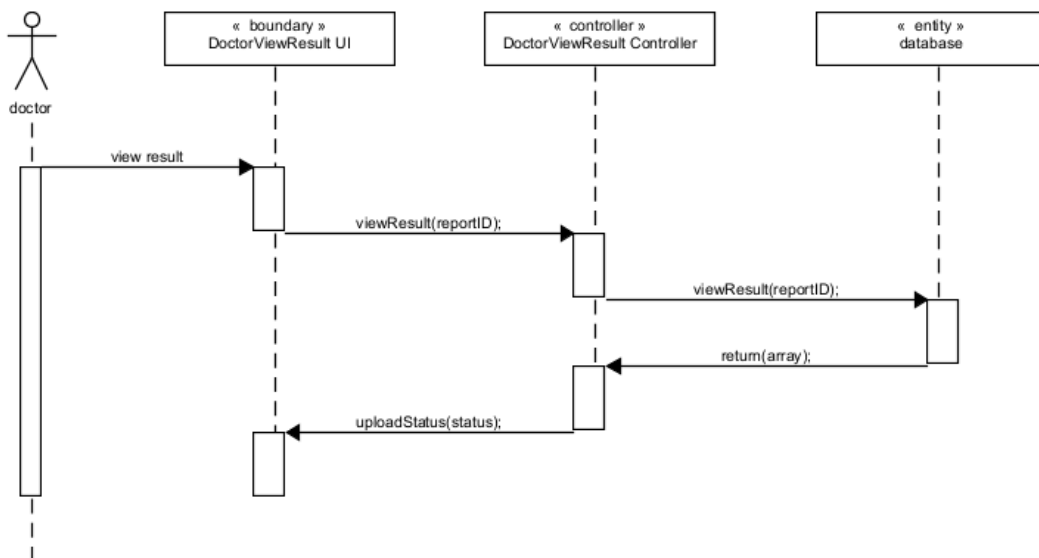 « boundary »
DoctorViewResult UI
« controller »
DoctorViewResult Controller
« entity »
database
doctor
view result
viewResult(reportID);
viewResult(reportID);
return(array);
uploadStatus(status);